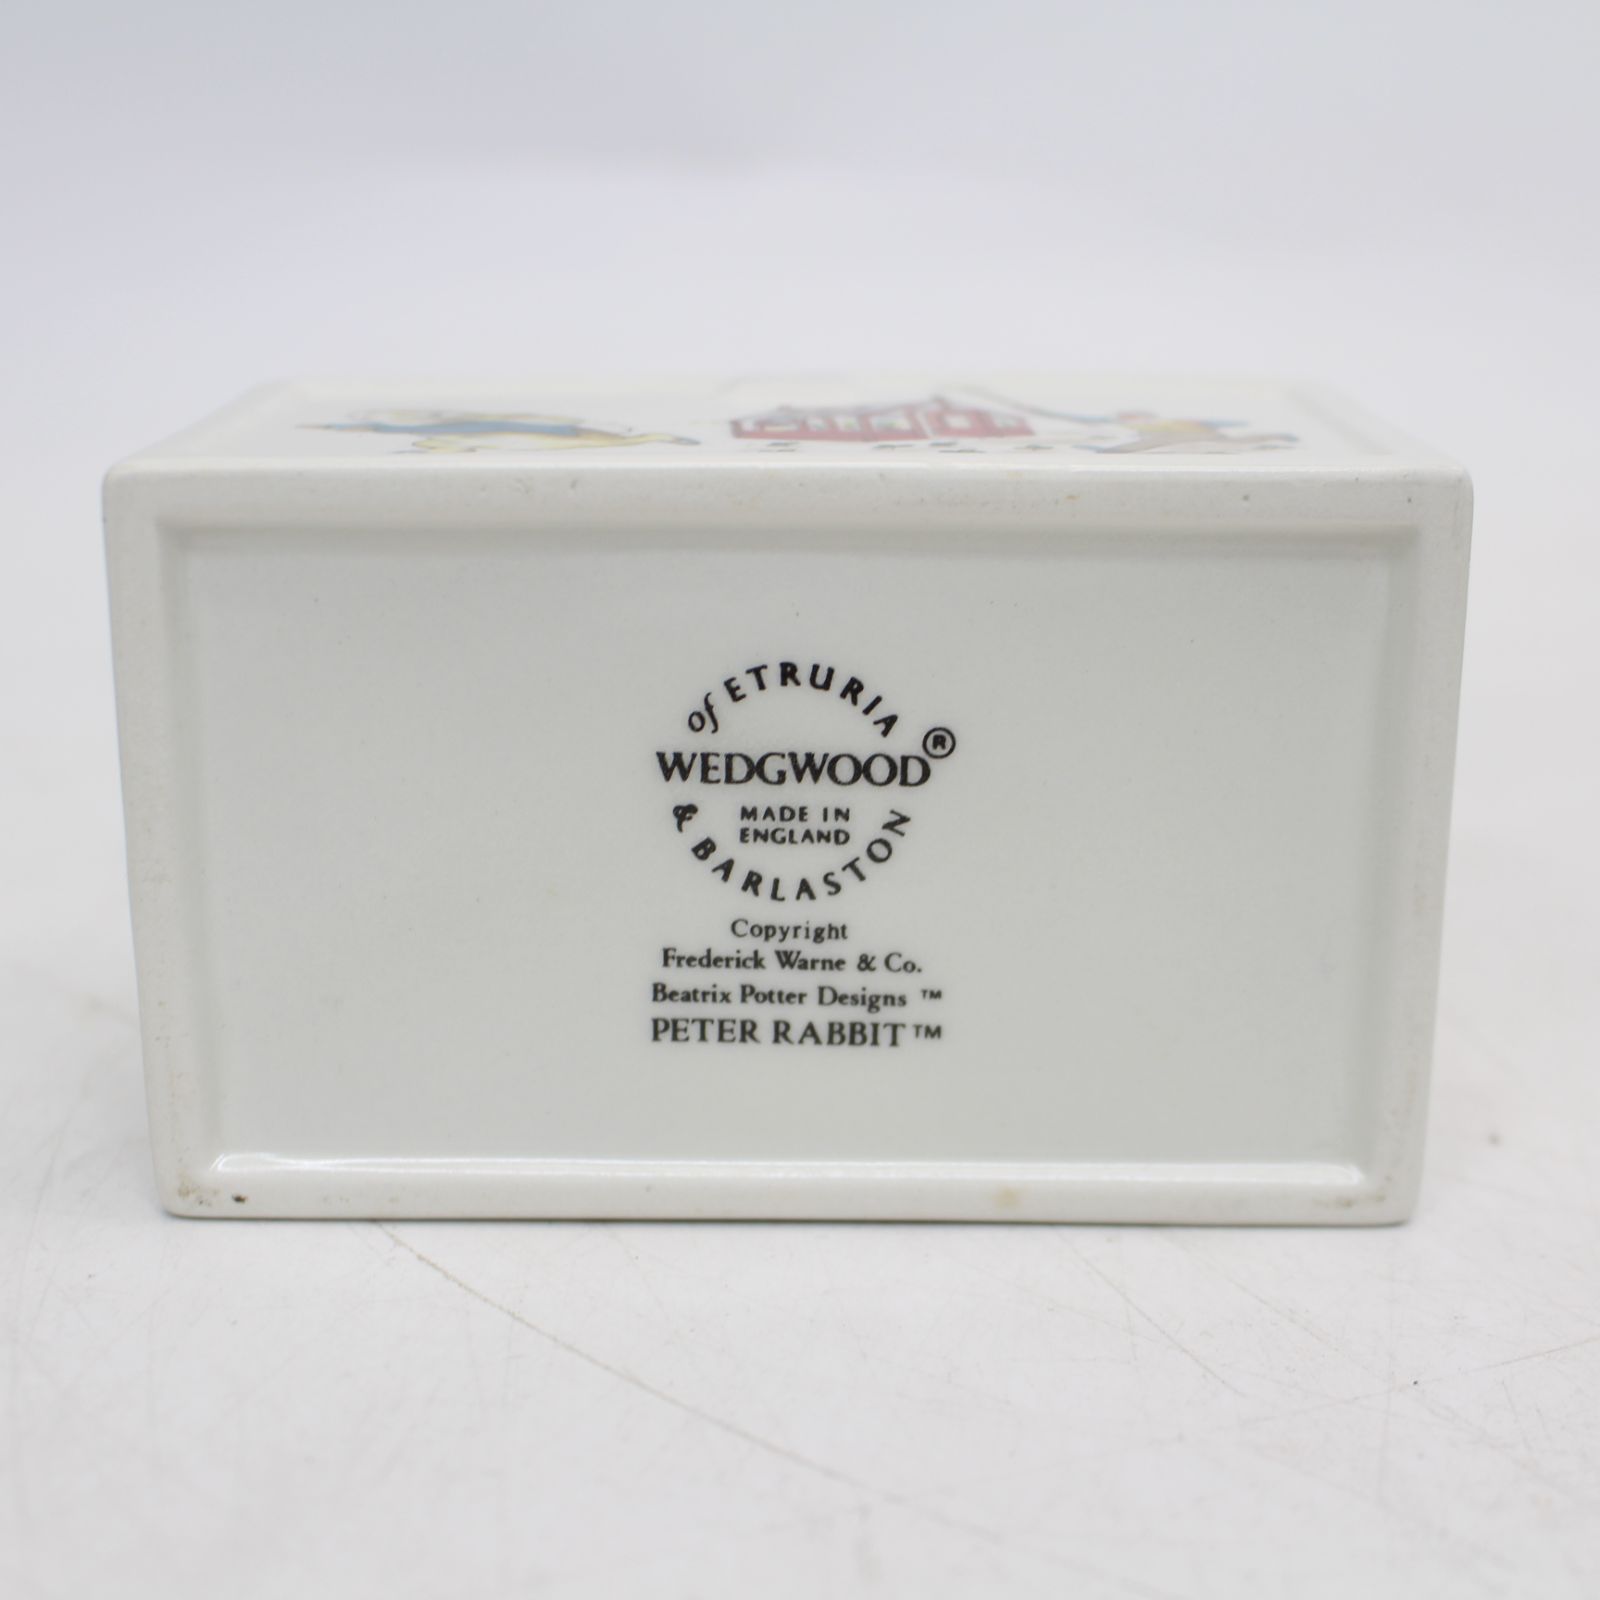 of ETRURIA
WEDGWOOD®
MADE IN
ENGLAND
& BARLASTON
Copyright
Frederick Warne & Co.
Beatrix Potter Designs ™
PETER RABBIT™